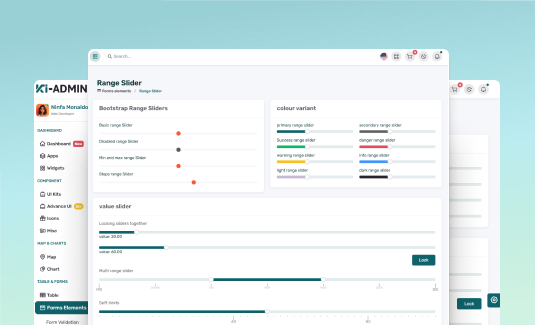 Search...
Ki-ADMIN
Ninfa Monaldo
Web Developer
DASHBOARD
Dashboard
New
Apps
Widgets
COMPONENT
UI Kits
Advance UI
Icons
Misc
MAP & CHARTS
Map
Chart
TABLE & FORMS
Table
Forms Elements
Form Validation
Range Slider
Forms elements / Range Slider
Bootstrap Range Sliders
Basic range Slider
Disabled range Slider
Min and max range Slider
Steps range Slider
colour variant
primary range slider
secondary range slider
Success range slider
danger range slider
warning range slider
info range slider
light range slider
dark range slider
value slider
Locking sliders together
value: 20.00
value: 60.00
Lock
Multi range slider
Soft limits
Lock